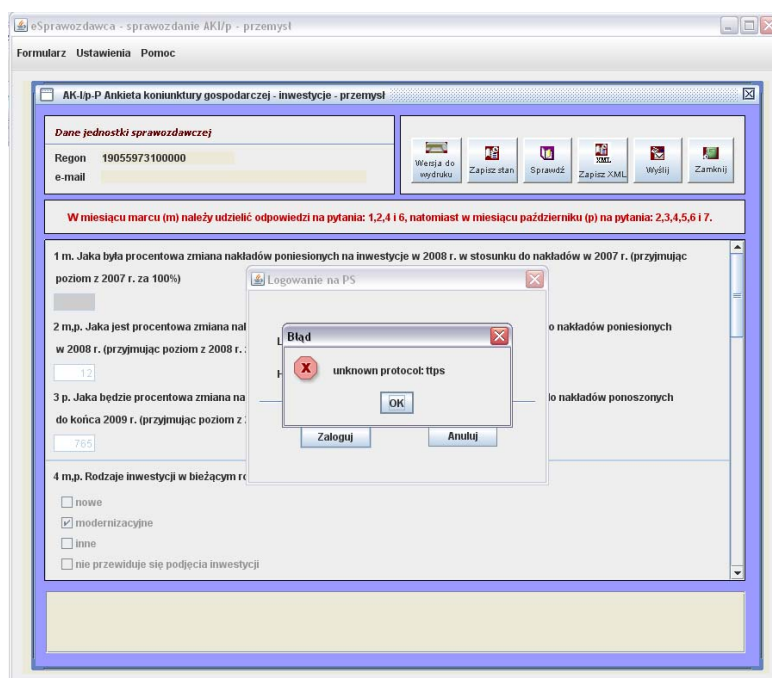 eSprawozdawca - sprawozdanie AKI/p - przemysł
Formularz Ustawienia Pomoc
AK-I/p-P Ankieta koniunktury gospodarczej - inwestycje - przemysł
Dane jednostki sprawozdawczej
Regon 19055973100000
e-mail
Wersja do wydruku
Zapisz stan
Sprawdź
XML
Zapisz XML
Wyślij
Zamknij
W miesiącu marcu (m) należy udzielić odpowiedzi na pytania: 1,2,4 i 6, natomiast w miesiącu październiku (p) na pytania: 2,3,4,5,6 i 7.
1 m. Jaka była procentowa zmiana nakładów poniesionych na inwestycje w 2008 r. w stosunku do nakładów w 2007 r. (przyjmując
poziom z 2007 r. za 100%)
2 m,p. Jaka jest procentowa zmiana nal o nakładów poniesionych
w 2008 r. (przyjmując poziom z 2008 r. :
12
3 p. Jaka będzie procentowa zmiana na lo nakładów ponoszonych
do końca 2009 r. (przyjmując poziom z :
765
4 m,p. Rodzaje inwestycji w bieżącym ro
nowe
modernizacyjne
inne
nie przewiduje się podjęcia inwestycji
Logowanie na PS
L
H
Zaloguj Anuluj
Błąd
unknown protocol: ttps
OK